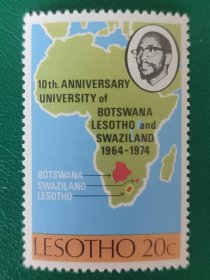 10th. ANNIVERSARY
UNIVERSITY of
BOTSWANA
LESOTHO and
SWAZILAND
1964-1974
BOTSWANA
SWAZILAND
LESOTHO
LESOTHO 20c